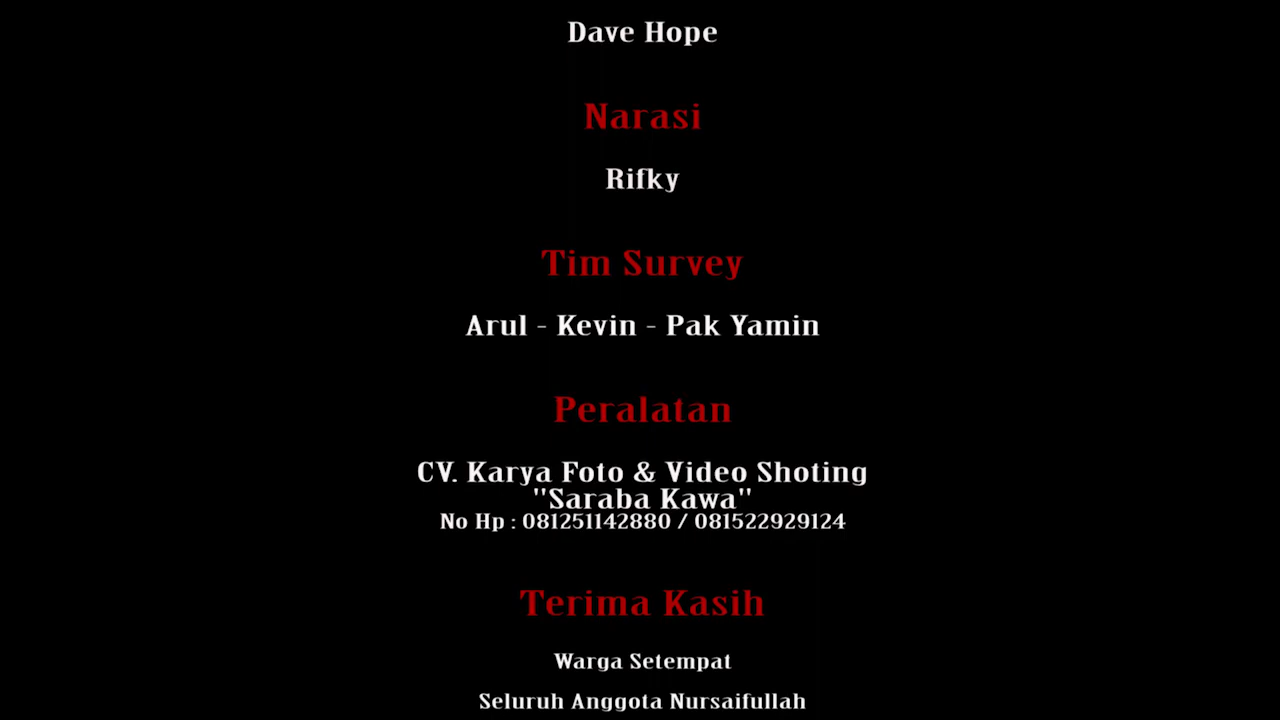 Dave Hope
Narasi
Rifky
Tim Survey
Arul - Kevin - Pak Yamin
Peralatan
CV. Karya Foto & Video Shoting
"Saraba Kawa"
No Hp : 081251142880 / 081522929124
Terima Kasih
Warga Setempat
Seluruh Anggota Nursaifullah